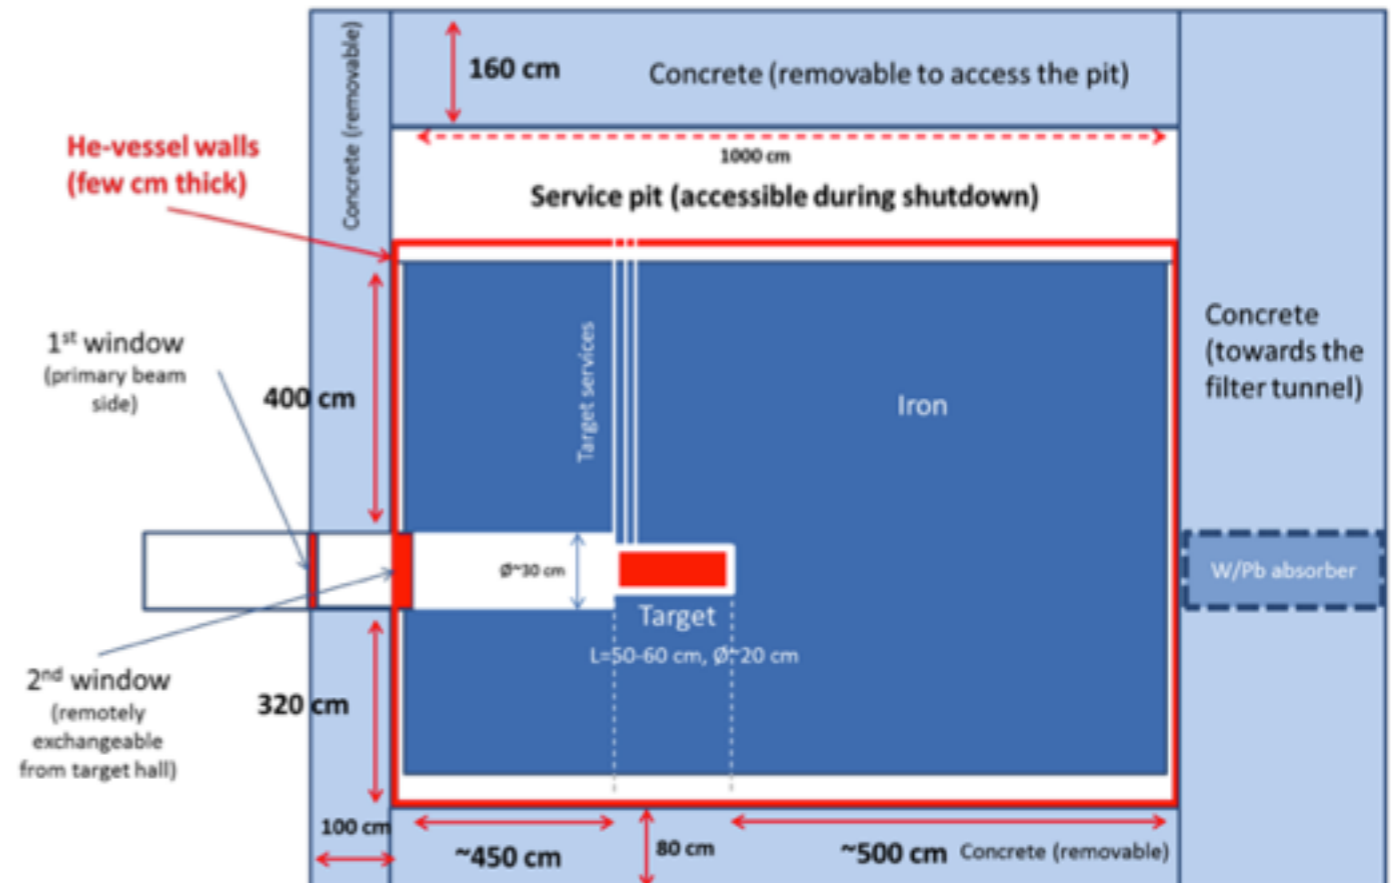 160 cm
Concrete (removable to access the pit)
Concrete (removable)
He-vessel walls
(few cm thick)
1000 cm
Service pit (accessible during shutdown)
1st window
(primary beam
side)
400 cm
Target services
Iron
Concrete
(towards the
filter tunnel)
Ø~30 cm
W/Pb absorber
Target
L=50-60 cm, Ø~20 cm
2nd window
(remotely
exchangeable
from target hall)
320 cm
100 cm
~450 cm
80 cm
~500 cm
Concrete (removable)